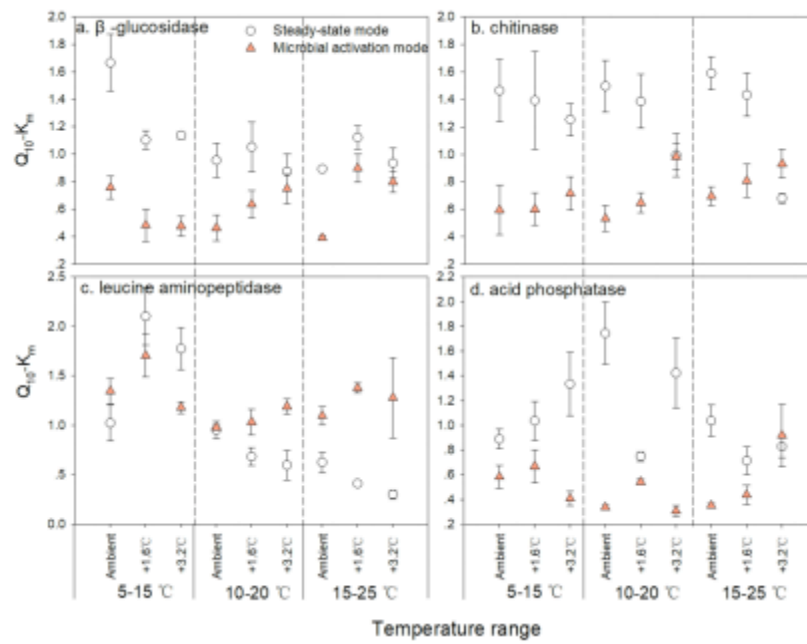 a. β -glucosidase
Steady-state mode
Microbial activation mode
b. chitinase
2.0
1.8
1.6
1.4
1.2
1.0
.8
.6
.4
.2
2.0
1.8
1.6
1.4
1.2
1.0
.8
.6
.4
.2
Q10-Km
c. leucine aminopeptidase
d. acid phosphatase
2.5
2.0
1.5
1.0
.5
0.0
2.2
2.0
1.8
1.6
1.4
1.2
1.0
.8
.6
.4
.2
Q10-Km
Ambient +1.6℃ +3.2℃ Ambient +1.6℃ +3.2℃ Ambient +1.6℃ +3.2℃
Ambient +1.6℃ +3.2℃ Ambient +1.6℃ +3.2℃ Ambient +1.6℃ +3.2℃
5-15 ℃ 10-20 ℃ 15-25 ℃
5-15 ℃ 10-20 ℃ 15-25 ℃
Temperature range